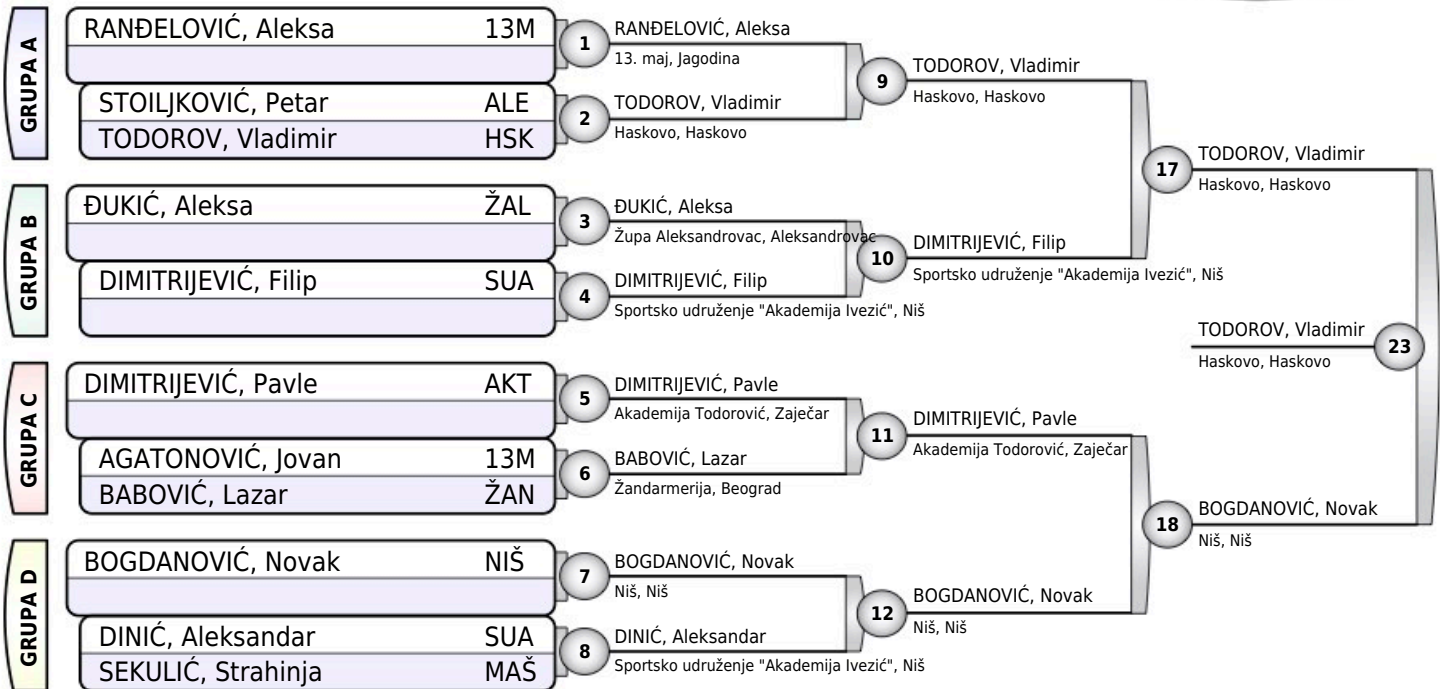 GRUPA A
RANĐELOVIĆ, Aleksa 13M
STOILJKOVIĆ, Petar ALE
TODOROV, Vladimir HSK
GRUPA B
ĐUKIĆ, Aleksa ŽAL
DIMITRIJEVIĆ, Filip SUA
GRUPA C
DIMITRIJEVIĆ, Pavle AKT
AGATONOVIĆ, Jovan 13M
BABOVIĆ, Lazar ŽAN
GRUPA D
BOGDANOVIĆ, Novak NIŠ
DINIĆ, Aleksandar SUA
SEKULIĆ, Strahinja MAŠ
1
RANĐELOVIĆ, Aleksa
13. maj, Jagodina
2
TODOROV, Vladimir
Haskovo, Haskovo
3
ĐUKIĆ, Aleksa
Župa Aleksandrovac, Aleksandrovac
4
DIMITRIJEVIĆ, Filip
Sportsko udruženje "Akademija Ivezić", Niš
5
DIMITRIJEVIĆ, Pavle
Akademija Todorović, Zaječar
6
BABOVIĆ, Lazar
Žandarmerija, Beograd
7
BOGDANOVIĆ, Novak
Niš, Niš
8
DINIĆ, Aleksandar
Sportsko udruženje "Akademija Ivezić", Niš
9
TODOROV, Vladimir
Haskovo, Haskovo
10
DIMITRIJEVIĆ, Filip
Sportsko udruženje "Akademija Ivezić", Niš
11
DIMITRIJEVIĆ, Pavle
Akademija Todorović, Zaječar
12
BOGDANOVIĆ, Novak
Niš, Niš
17
TODOROV, Vladimir
Haskovo, Haskovo
18
BOGDANOVIĆ, Novak
Niš, Niš
TODOROV, Vladimir
Haskovo, Haskovo
23